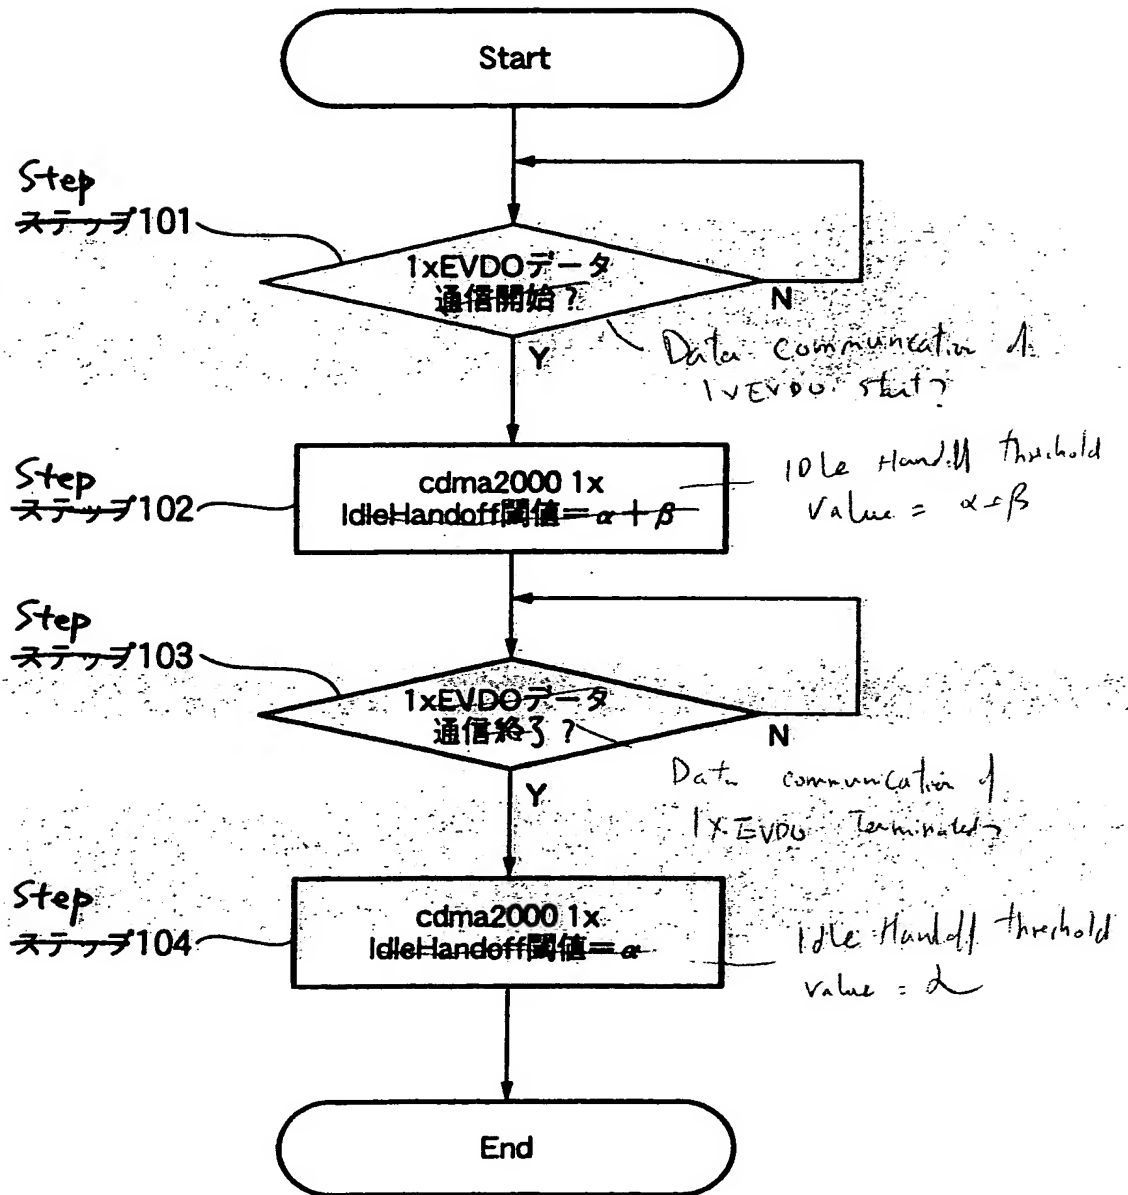 Start
Step
ステップ101
1xEVDOデータ
通信開始？
N
Y
Data communication of
1xEVDO start?
Step
ステップ102
cdma2000 1x
IdleHandoff閾値＝α＋β
Idle Handoff threshold
value = α+β
Step
ステップ103
1xEVDOデータ
通信終了？
N
Y
Data communication of
1x EVDO Terminated?
Step
ステップ104
cdma2000 1x
IdleHandoff閾値＝α
Idle Handoff threshold
value = α
End